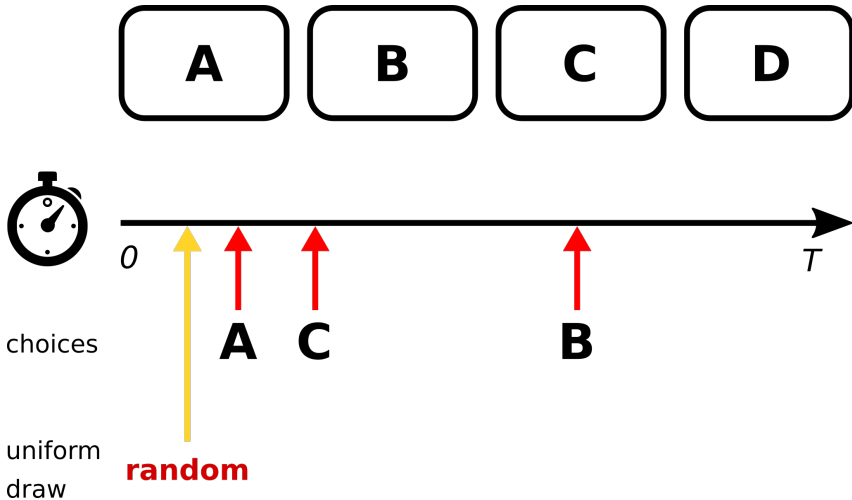 A B C D
0 T
choices A C B
uniform
draw
random